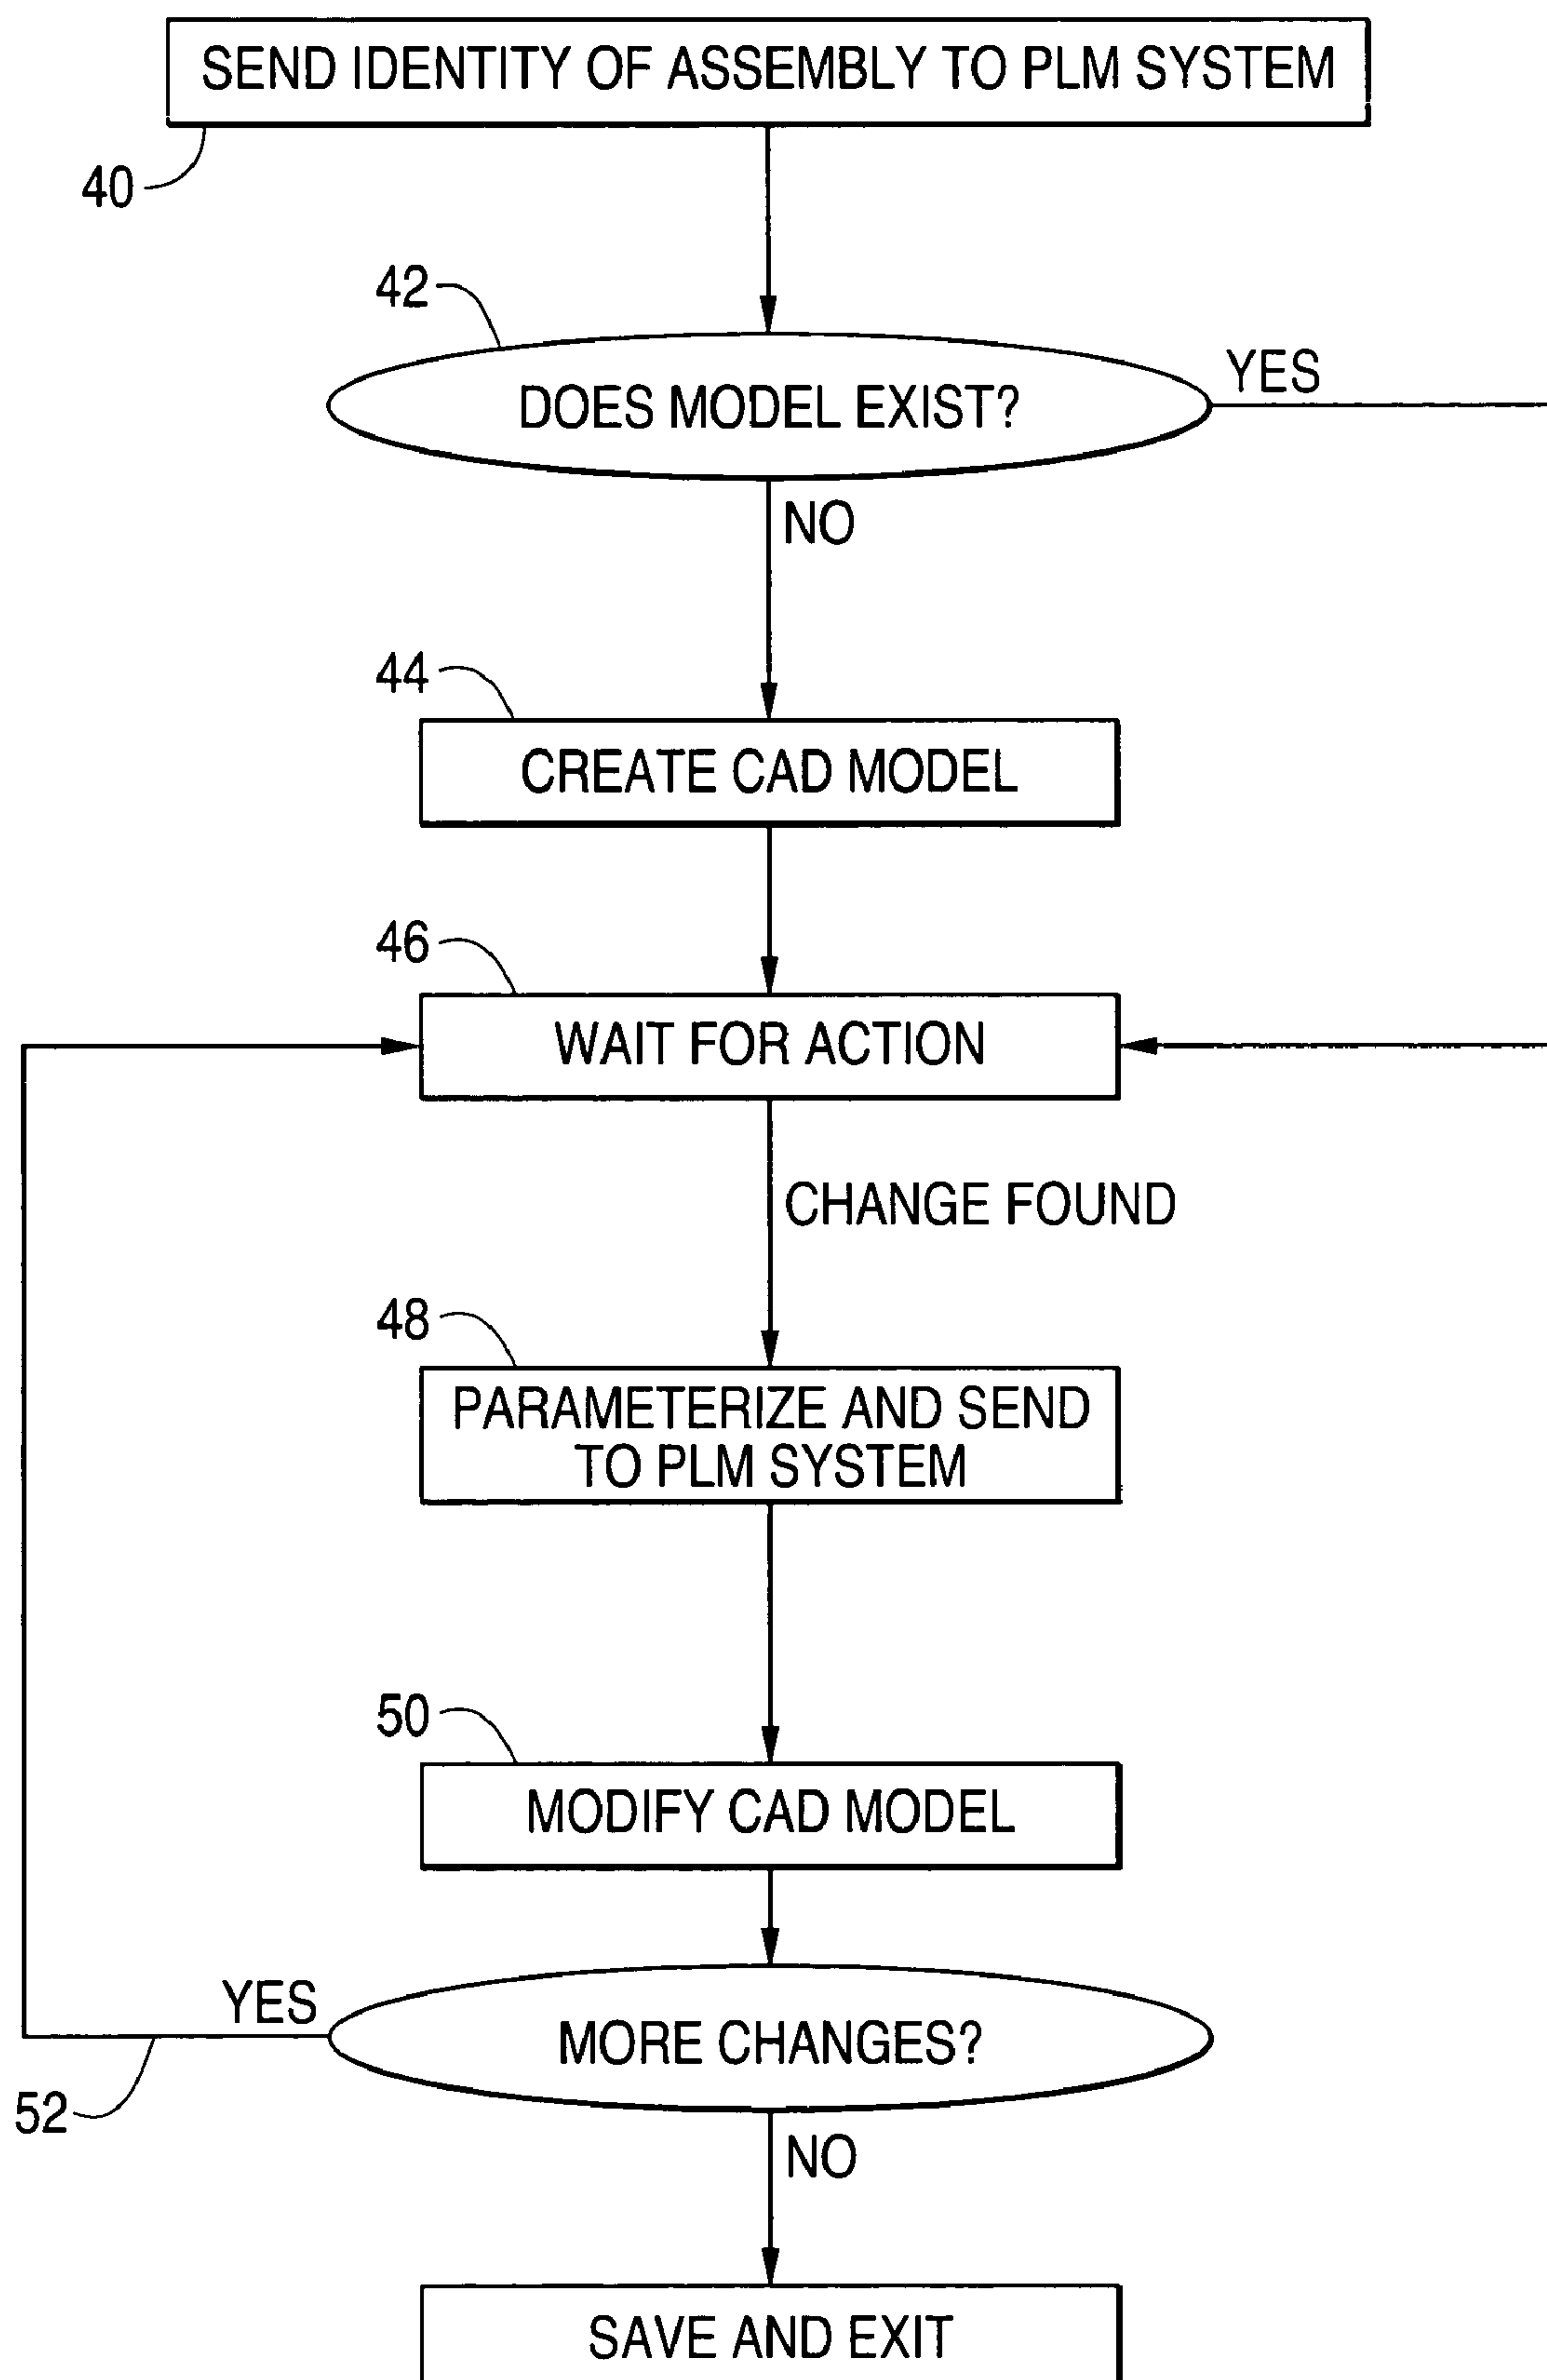 SEND IDENTITY OF ASSEMBLY TO PLM SYSTEM
40
42
DOES MODEL EXIST?
YES
NO
44
CREATE CAD MODEL
46
WAIT FOR ACTION
CHANGE FOUND
48
PARAMETERIZE AND SEND
TO PLM SYSTEM
50
MODIFY CAD MODEL
YES
MORE CHANGES?
52
NO
SAVE AND EXIT